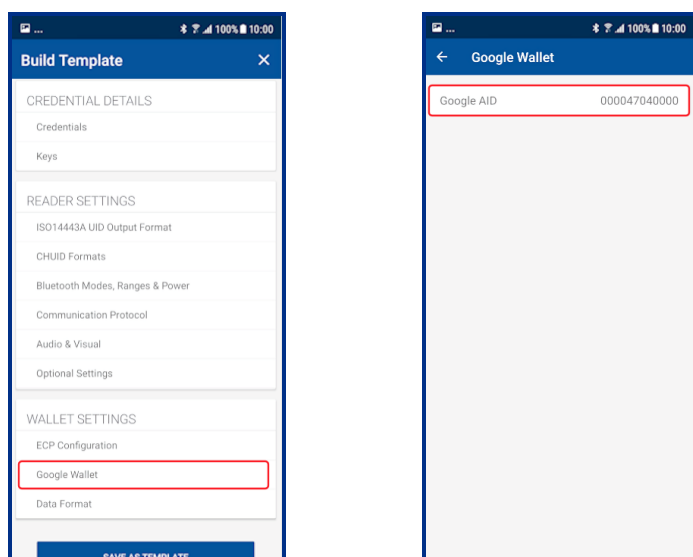 ... 100% 10:00
Build Template ×
CREDENTIAL DETAILS
Credentials
Keys
READER SETTINGS
ISO14443A UID Output Format
CHUID Formats
Bluetooth Modes, Ranges & Power
Communication Protocol
Audio & Visual
Optional Settings
WALLET SETTINGS
ECP Configuration
Google Wallet
Data Format
SAVE AS TEMPLATE
... 100% 10:00
← Google Wallet
Google AID 000047040000